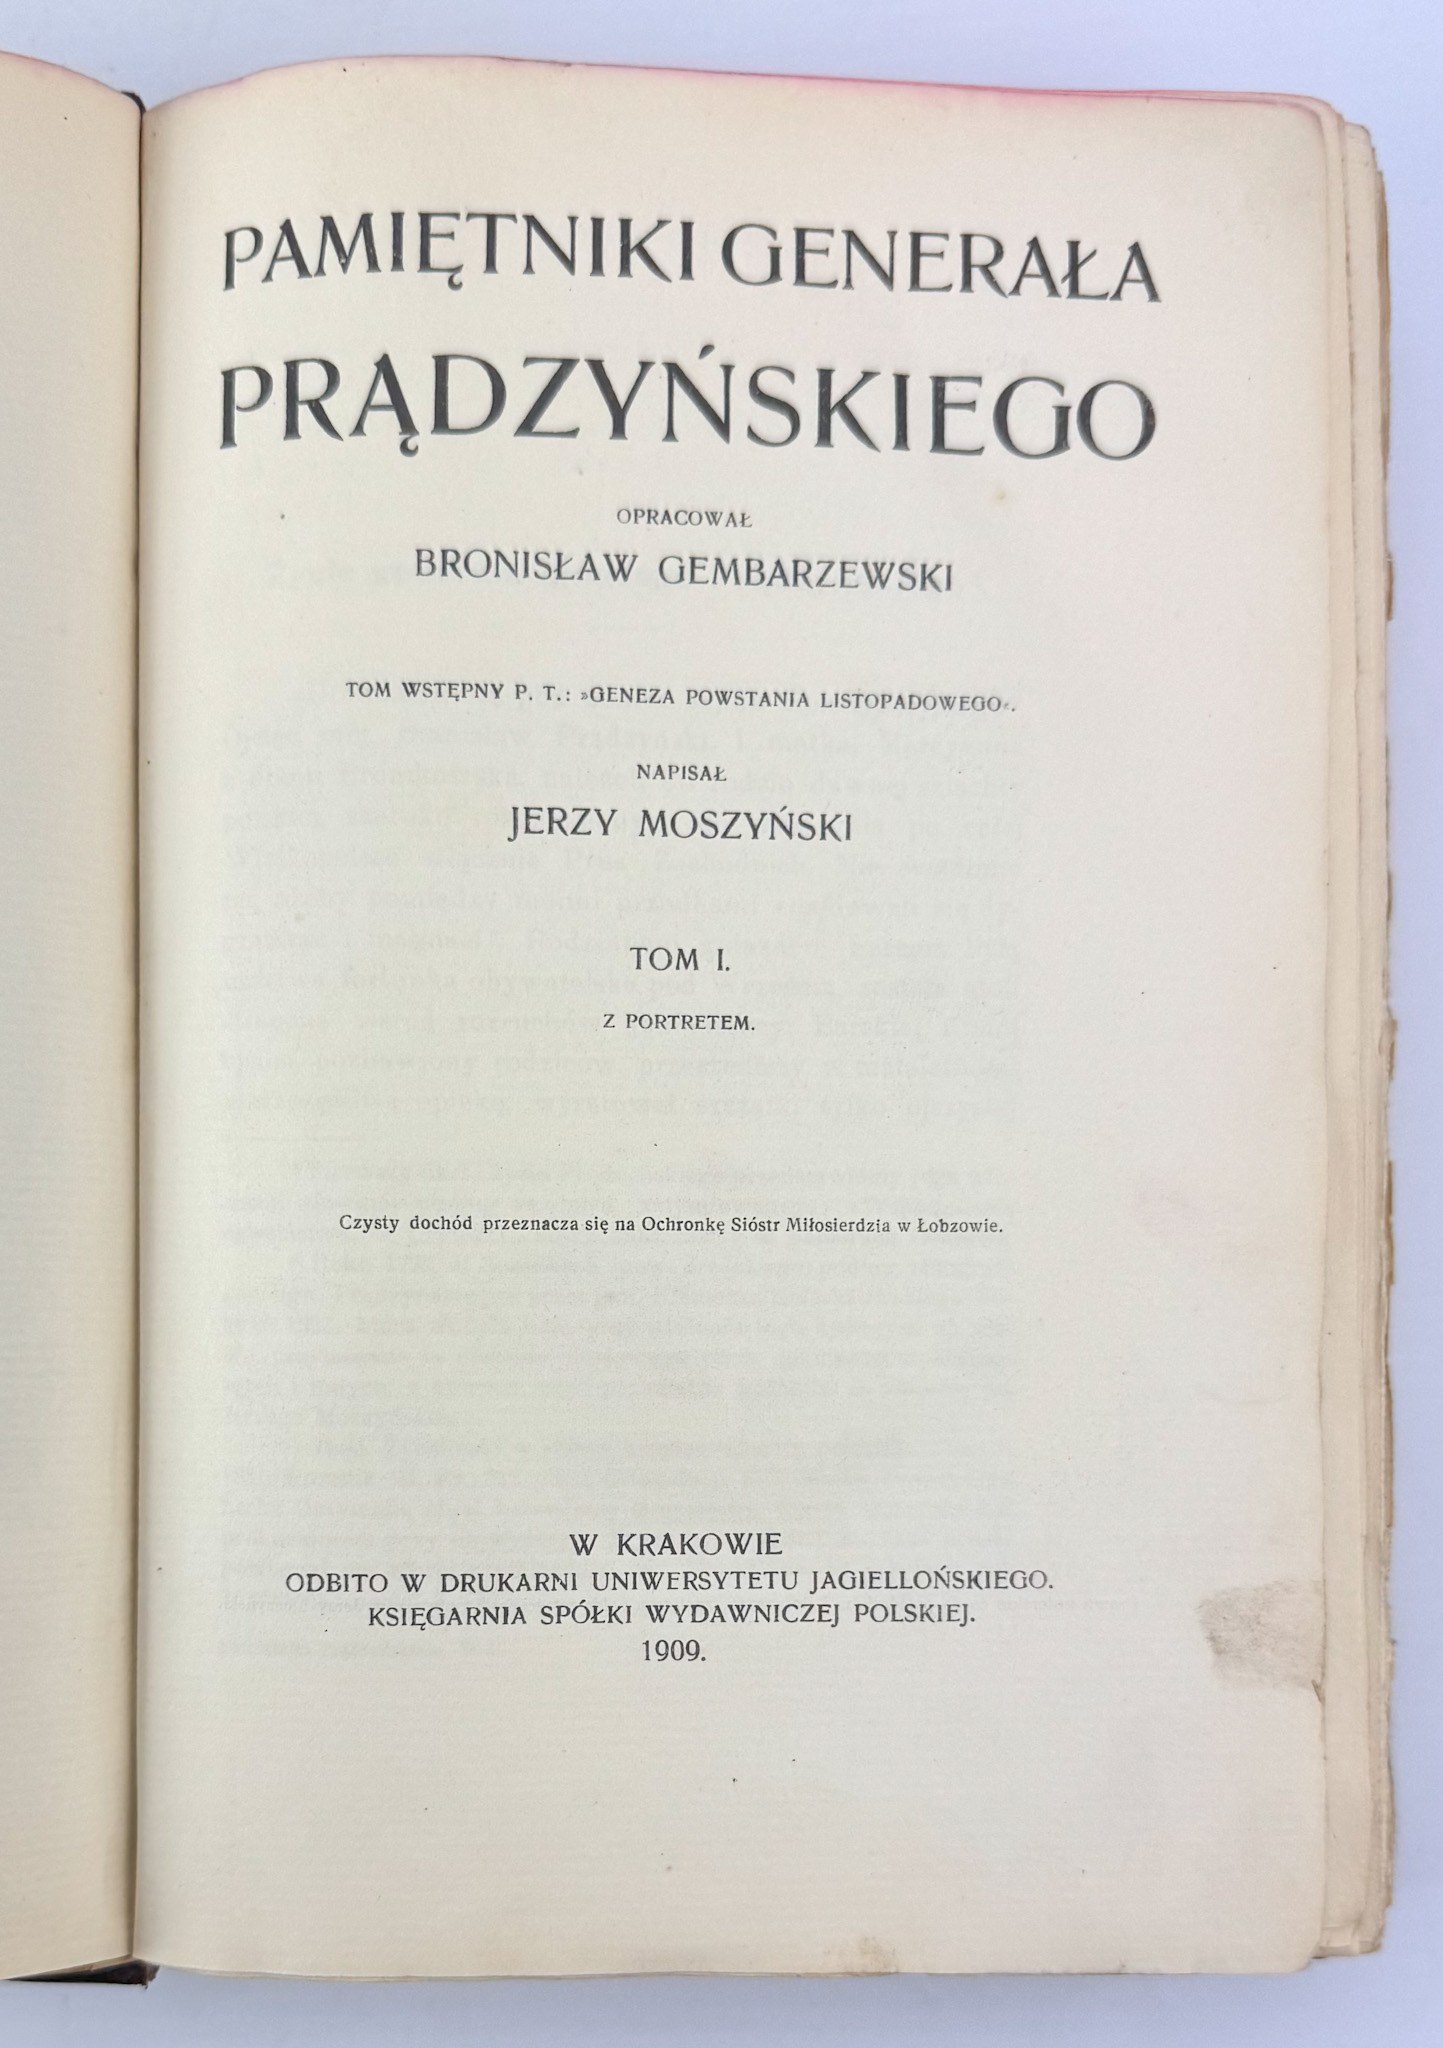 PAMIĘTNIKI GENERAŁA
PRĄDZYŃSKIEGO
OPRACOWAŁ
BRONISŁAW GEMBARZEWSKI
TOM WSTĘPNY P. T.: »GENEZA POWSTANIA LISTOPADOWEGO«.
NAPISAŁ
JERZY MOSZYŃSKI
TOM I.
Z PORTRETEM.
Czysty dochód przeznacza się na Ochronkę Sióstr Miłosierdzia w Łobzowie.
W KRAKOWIE
ODBITO W DRUKARNI UNIWERSYTETU JAGIELLOŃSKIEGO.
KSIĘGARNIA SPÓŁKI WYDAWNICZEJ POLSKIEJ.
1909.